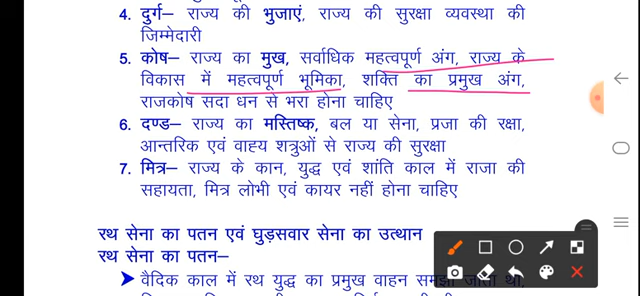 4. दुर्ग– राज्य की भुजाएं, राज्य की सुरक्षा व्यवस्था की
जिम्मेदारी
5. कोष– राज्य का मुख, सर्वाधिक महत्वपूर्ण अंग, राज्य के
विकास में महत्वपूर्ण भूमिका, शक्ति का प्रमुख अंग,
राजकोष सदा धन से भरा होना चाहिए
6. दण्ड– राज्य का मस्तिष्क, बल या सेना, प्रजा की रक्षा,
आन्तरिक एवं वाह्य शत्रुओं से राज्य की सुरक्षा
7. मित्र– राज्य के कान, युद्ध एवं शांति काल में राजा की
सहायता, मित्र लोभी एवं कायर नहीं होना चाहिए
रथ सेना का पतन एवं घुड़सवार सेना का उत्थान
रथ सेना का पतन–
वैदिक काल में रथ युद्ध का प्रमुख वाहन समझा जाता था,